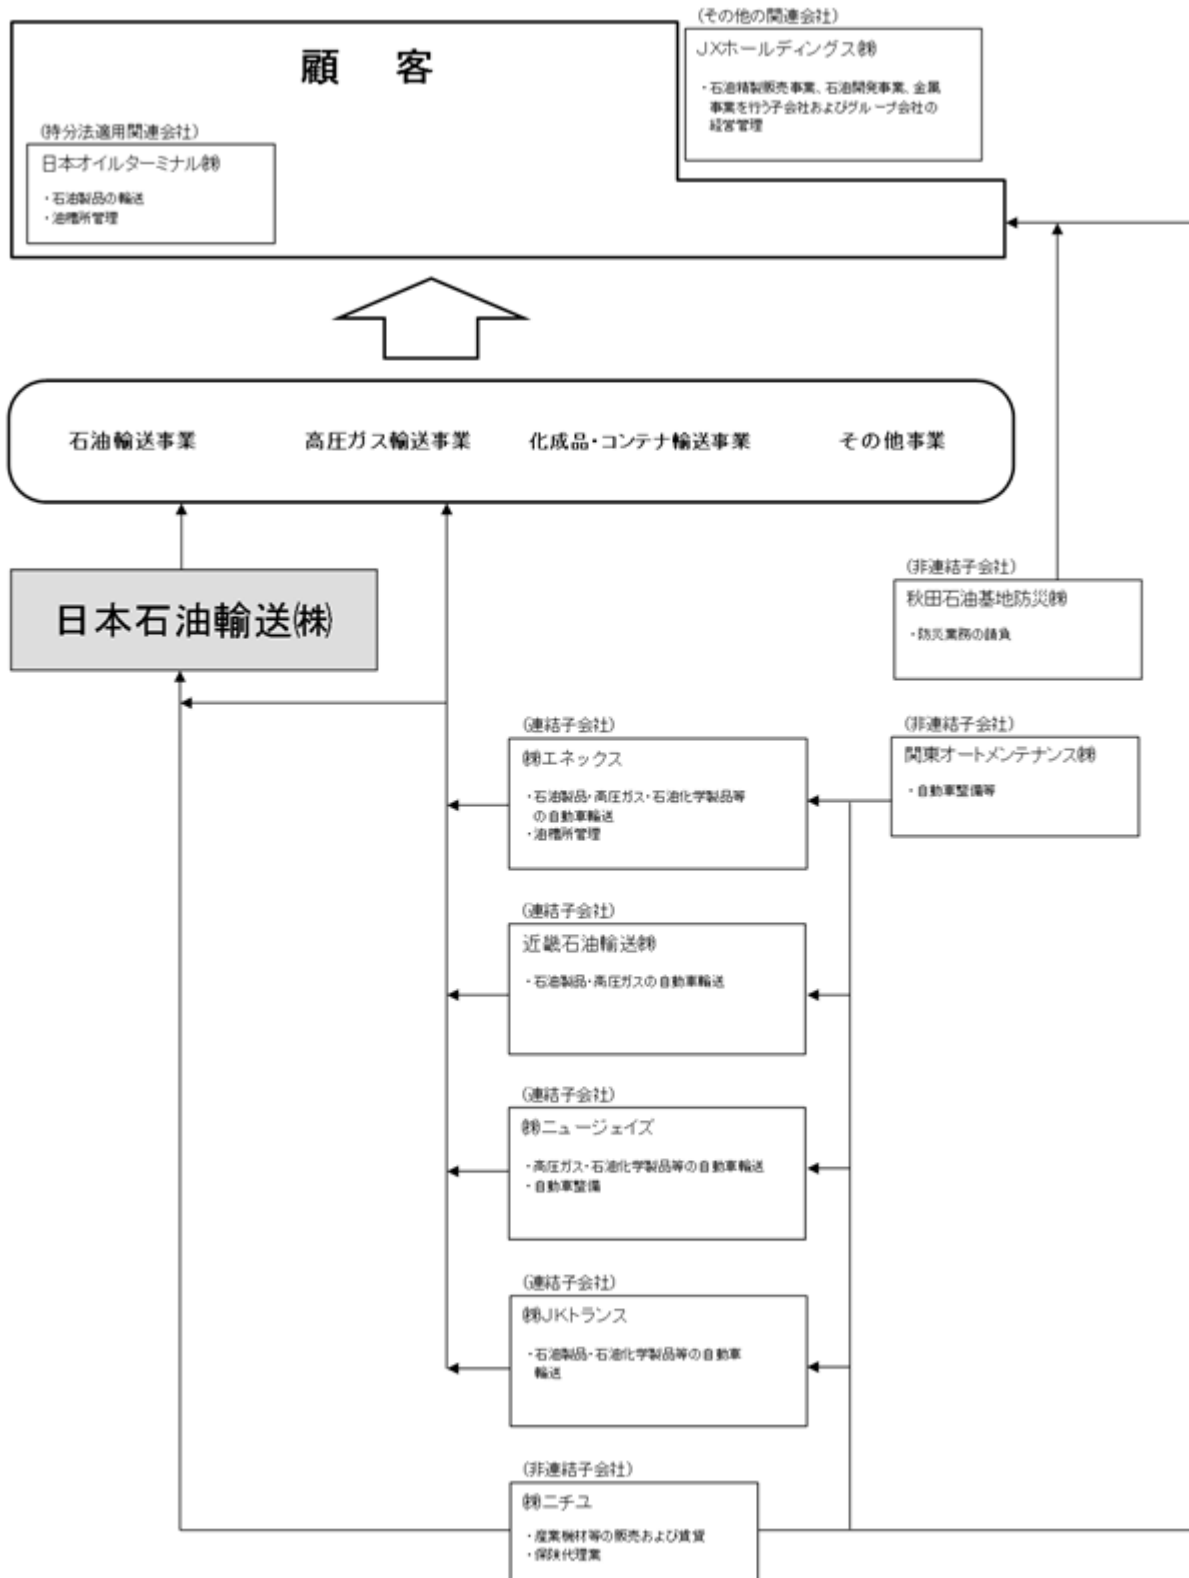 (その他の関連会社)
JXホールディングス㈱
・石油精製販売事業、石油開発事業、金属
事業を行う子会社およびグループ会社の
経営管理
顧 客
(持分法適用関連会社)
日本オイルターミナル㈱
・石油製品の輸送
・油槽所管理
石油輸送事業 高圧ガス輸送事業 化成品・コンテナ輸送事業 その他事業
日本石油輸送㈱
(非連結子会社)
秋田石油基地防災㈱
・防災業務の請負
(連結子会社)
㈱エネックス
・石油製品・高圧ガス・石油化学製品等
の自動車輸送
・油槽所管理
(非連結子会社)
関東オートメンテナンス㈱
・自動車整備等
(連結子会社)
近畿石油輸送㈱
・石油製品・高圧ガスの自動車輸送
(連結子会社)
㈱ニュージェイズ
・高圧ガス・石油化学製品等の自動車輸送
・自動車整備
(連結子会社)
㈱JKトランス
・石油製品・石油化学製品等の自動車
輸送
(非連結子会社)
㈱ニチユ
・産業機材等の販売および賃貸
・保険代理業